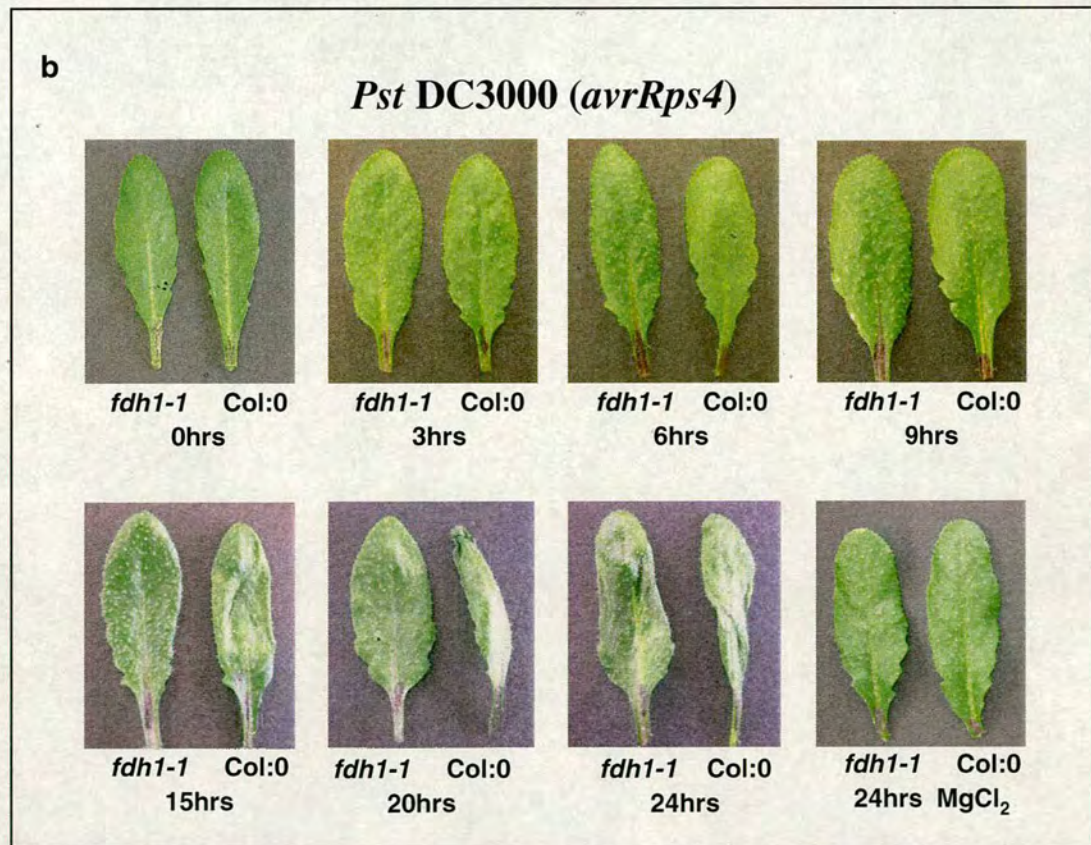 b
Pst DC3000 (avrRps4)
fdh1-1 Col:0
0hrs
fdh1-1 Col:0
3hrs
fdh1-1 Col:0
6hrs
fdh1-1 Col:0
9hrs
fdh1-1 Col:0
15hrs
fdh1-1 Col:0
20hrs
fdh1-1 Col:0
24hrs
fdh1-1 Col:0
24hrs MgCl₂